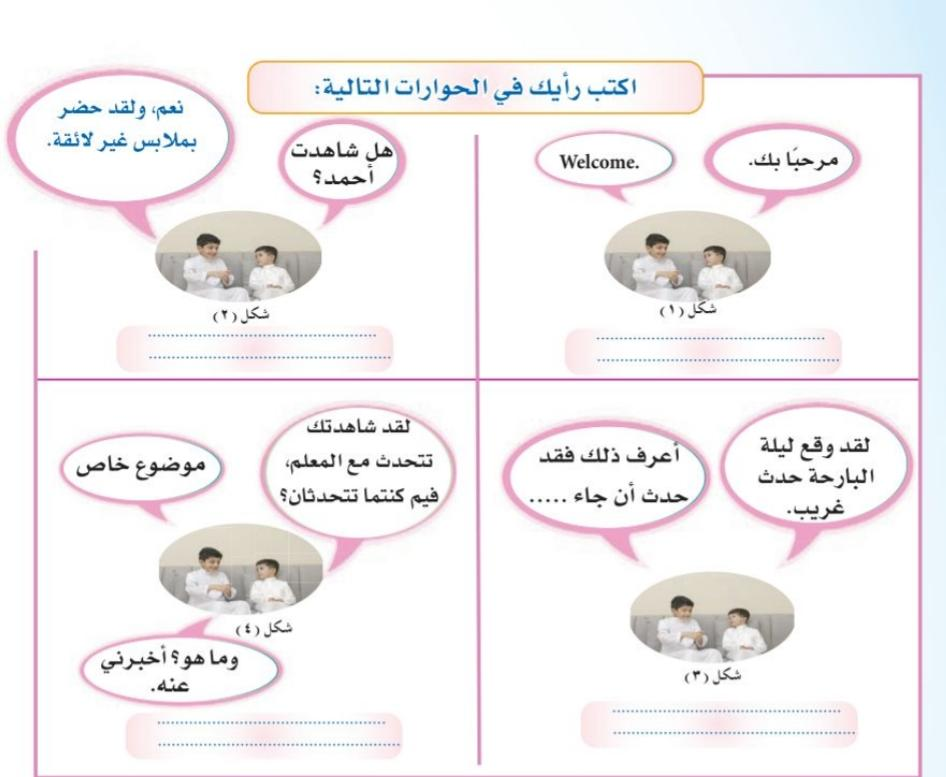 اكتب رأيك في الحوارات التالية:
مرحبًا بك.
Welcome.
شكل (١)
..............................
..............................
هل شاهدت
أحمد؟
نعم، ولقد حضر
بملابس غير لائقة.
شكل (٢)
..............................
..............................
لقد وقع ليلة
البارحة حدث
غريب.
أعرف ذلك فقد
حدث أن جاء .....
شكل (٣)
..............................
..............................
لقد شاهدتك
تتحدث مع المعلم،
فيم كنتما تتحدثان؟
موضوع خاص
شكل (٤)
وما هو؟ أخبرني
عنه.
..............................
..............................